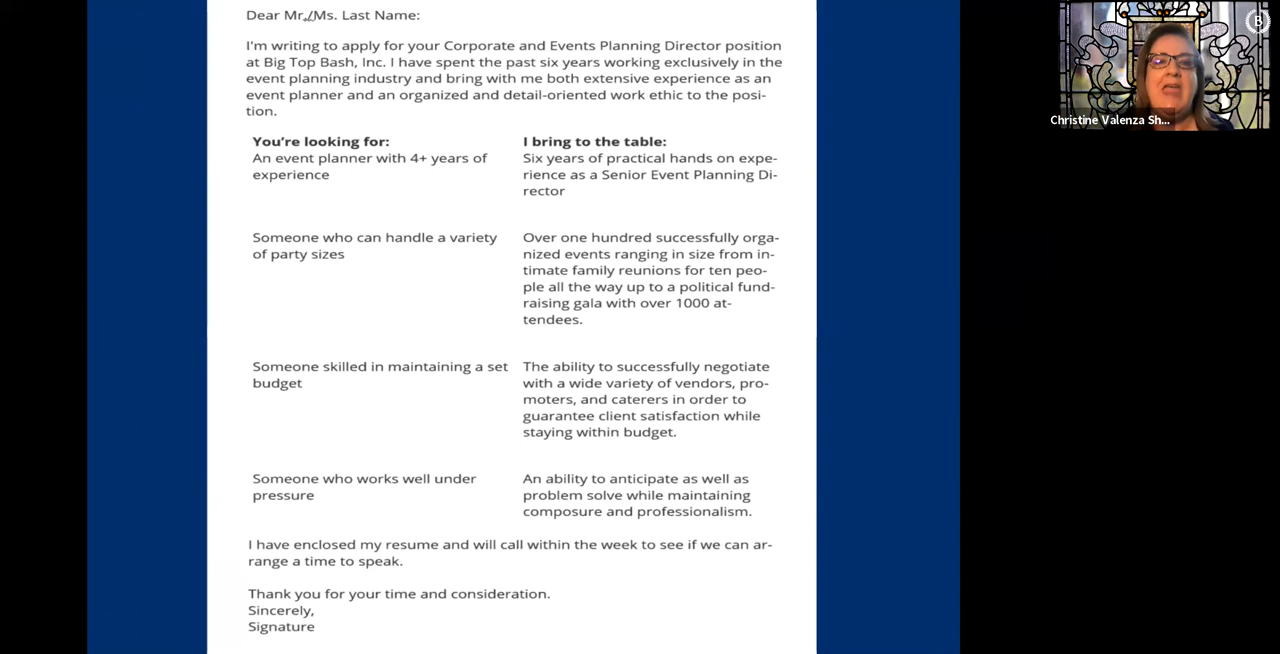 Dear Mr./Ms. Last Name:
I'm writing to apply for your Corporate and Events Planning Director position
at Big Top Bash, Inc. I have spent the past six years working exclusively in the
event planning industry and bring with me both extensive experience as an
event planner and an organized and detail-oriented work ethic to the posi-
tion.
You're looking for:
An event planner with 4+ years of
experience
I bring to the table:
Six years of practical hands on expe-
rience as a Senior Event Planning Di-
rector
Someone who can handle a variety
of party sizes
Over one hundred successfully orga-
nized events ranging in size from in-
timate family reunions for ten peo-
ple all the way up to a political fund-
raising gala with over 1000 at-
tendees.
Someone skilled in maintaining a set
budget
The ability to successfully negotiate
with a wide variety of vendors, pro-
moters, and caterers in order to
guarantee client satisfaction while
staying within budget.
Someone who works well under
pressure
An ability to anticipate as well as
problem solve while maintaining
composure and professionalism.
I have enclosed my resume and will call within the week to see if we can ar-
range a time to speak.
Thank you for your time and consideration.
Sincerely,
Signature
B
Christine Valenza Sh...